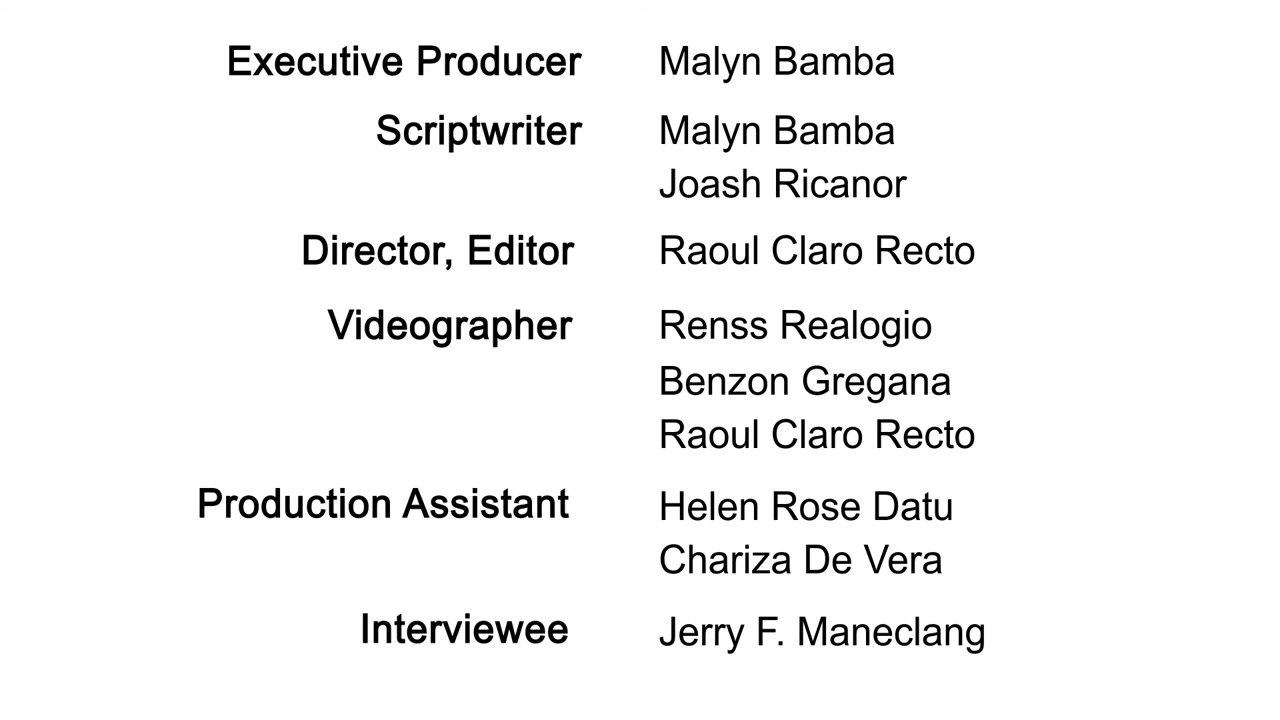 Executive Producer Malyn Bamba
Scriptwriter Malyn Bamba
Joash Ricanor
Director, Editor Raoul Claro Recto
Videographer Renss Realogio
Benzon Gregana
Raoul Claro Recto
Production Assistant Helen Rose Datu
Chariza De Vera
Interviewee Jerry F. Maneclang